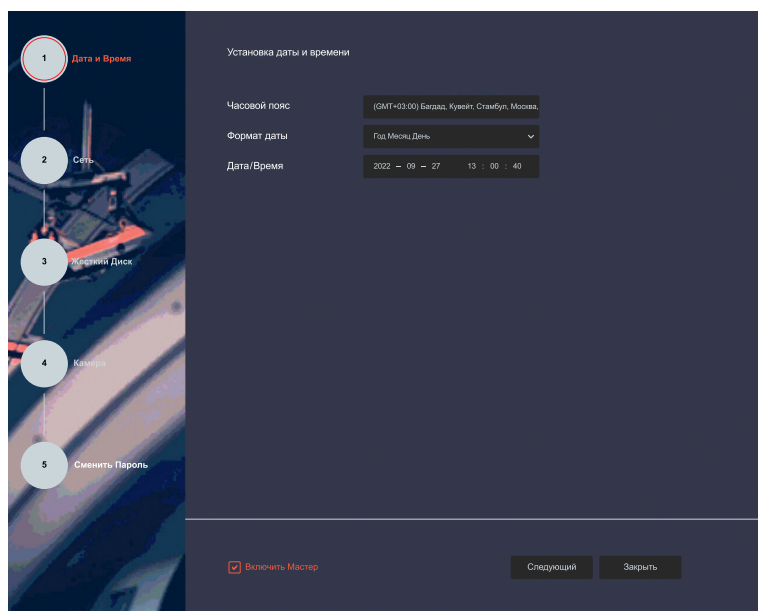 1 Дата и Время
2 Сеть
3 Жесткий Диск
4 Камера
5 Сменить Пароль
Установка даты и времени
Часовой пояс (GMT+03:00) Багдад, Кувейт, Стамбул, Москва,
Формат даты Год Месяц День
Дата/Время 2022 – 09 – 27 13 : 00 : 40
Включить Мастер
Следующий
Закрыть